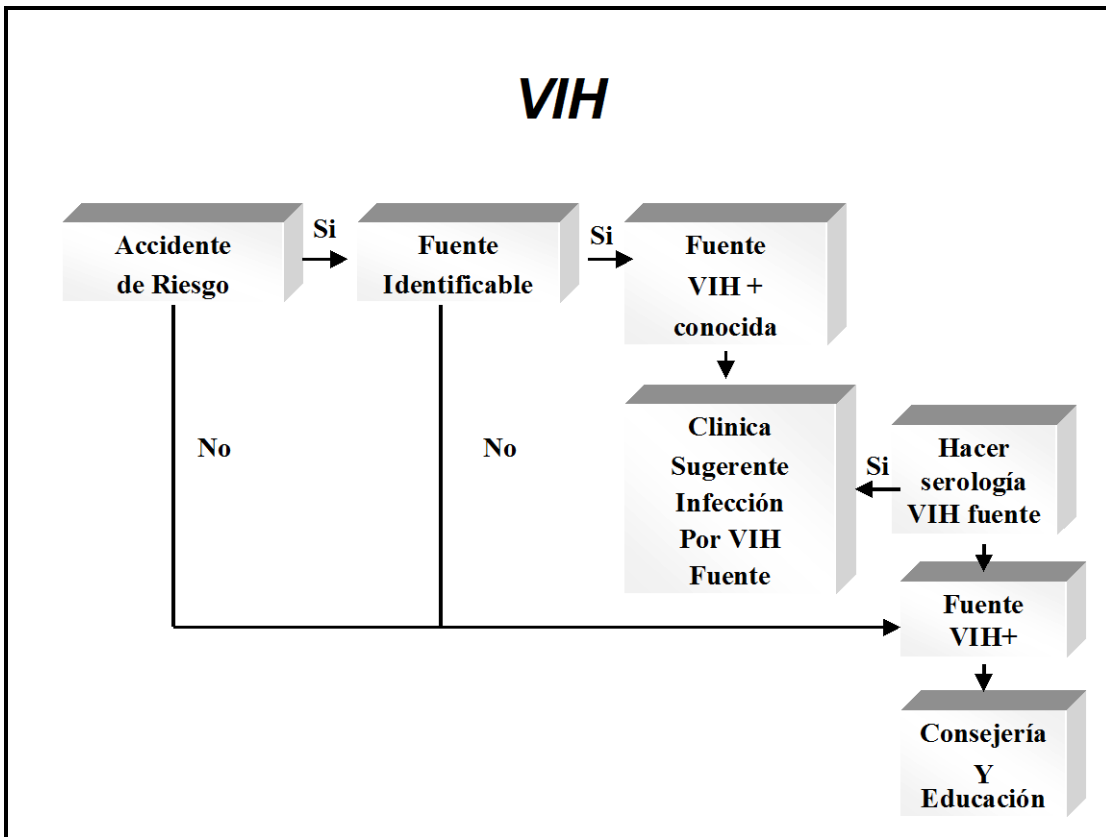 VIH
Accidente
de Riesgo
Si
Fuente
Identificable
Si
Fuente
VIH +
conocida
No
No
Clinica
Sugerente
Infección
Por VIH
Fuente
Si
Hacer
serología
VIH fuente
Fuente
VIH+
Consejería
Y
Educación